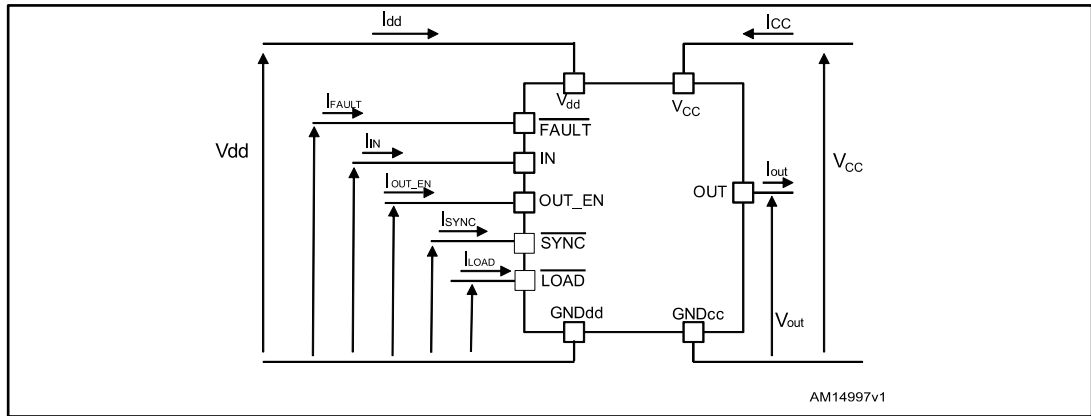 Idd
ICC
Vdd
VCC
IFAULT
FAULT
IIN
IN
Vdd
VCC
Iout
OUT
IOUT_EN
OUT_EN
ISYNC
SYNC
ILOAD
LOAD
GNDdd
GNDcc
Vout
AM14997v1